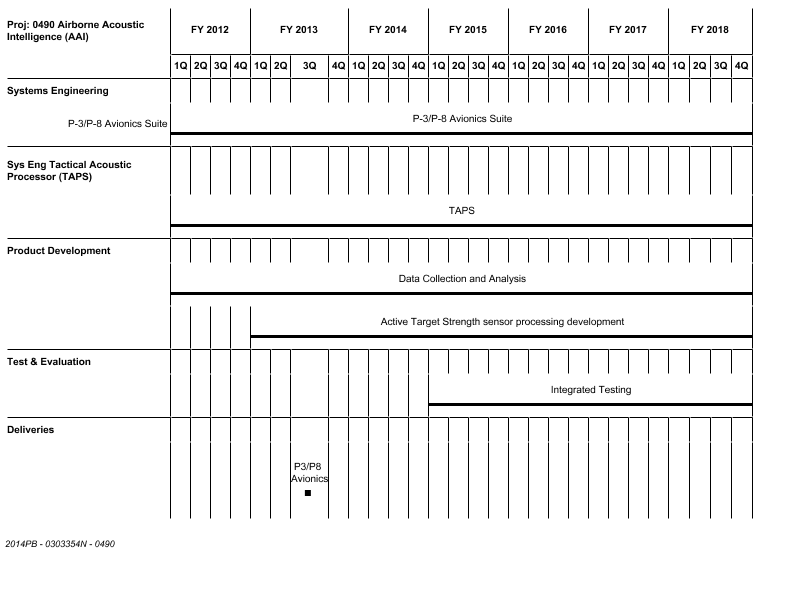 Proj: 0490 Airborne Acoustic
Intelligence (AAI)
FY 2012 FY 2013 FY 2014 FY 2015 FY 2016 FY 2017 FY 2018
1Q 2Q 3Q 4Q 1Q 2Q 3Q 4Q 1Q 2Q 3Q 4Q 1Q 2Q 3Q 4Q 1Q 2Q 3Q 4Q 1Q 2Q 3Q 4Q 1Q 2Q 3Q 4Q
Systems Engineering
P-3/P-8 Avionics Suite
P-3/P-8 Avionics Suite
Sys Eng Tactical Acoustic
Processor (TAPS)
TAPS
Product Development
Data Collection and Analysis
Active Target Strength sensor processing development
Test & Evaluation
Integrated Testing
Deliveries
P3/P8
Avionics
2014PB - 0303354N - 0490